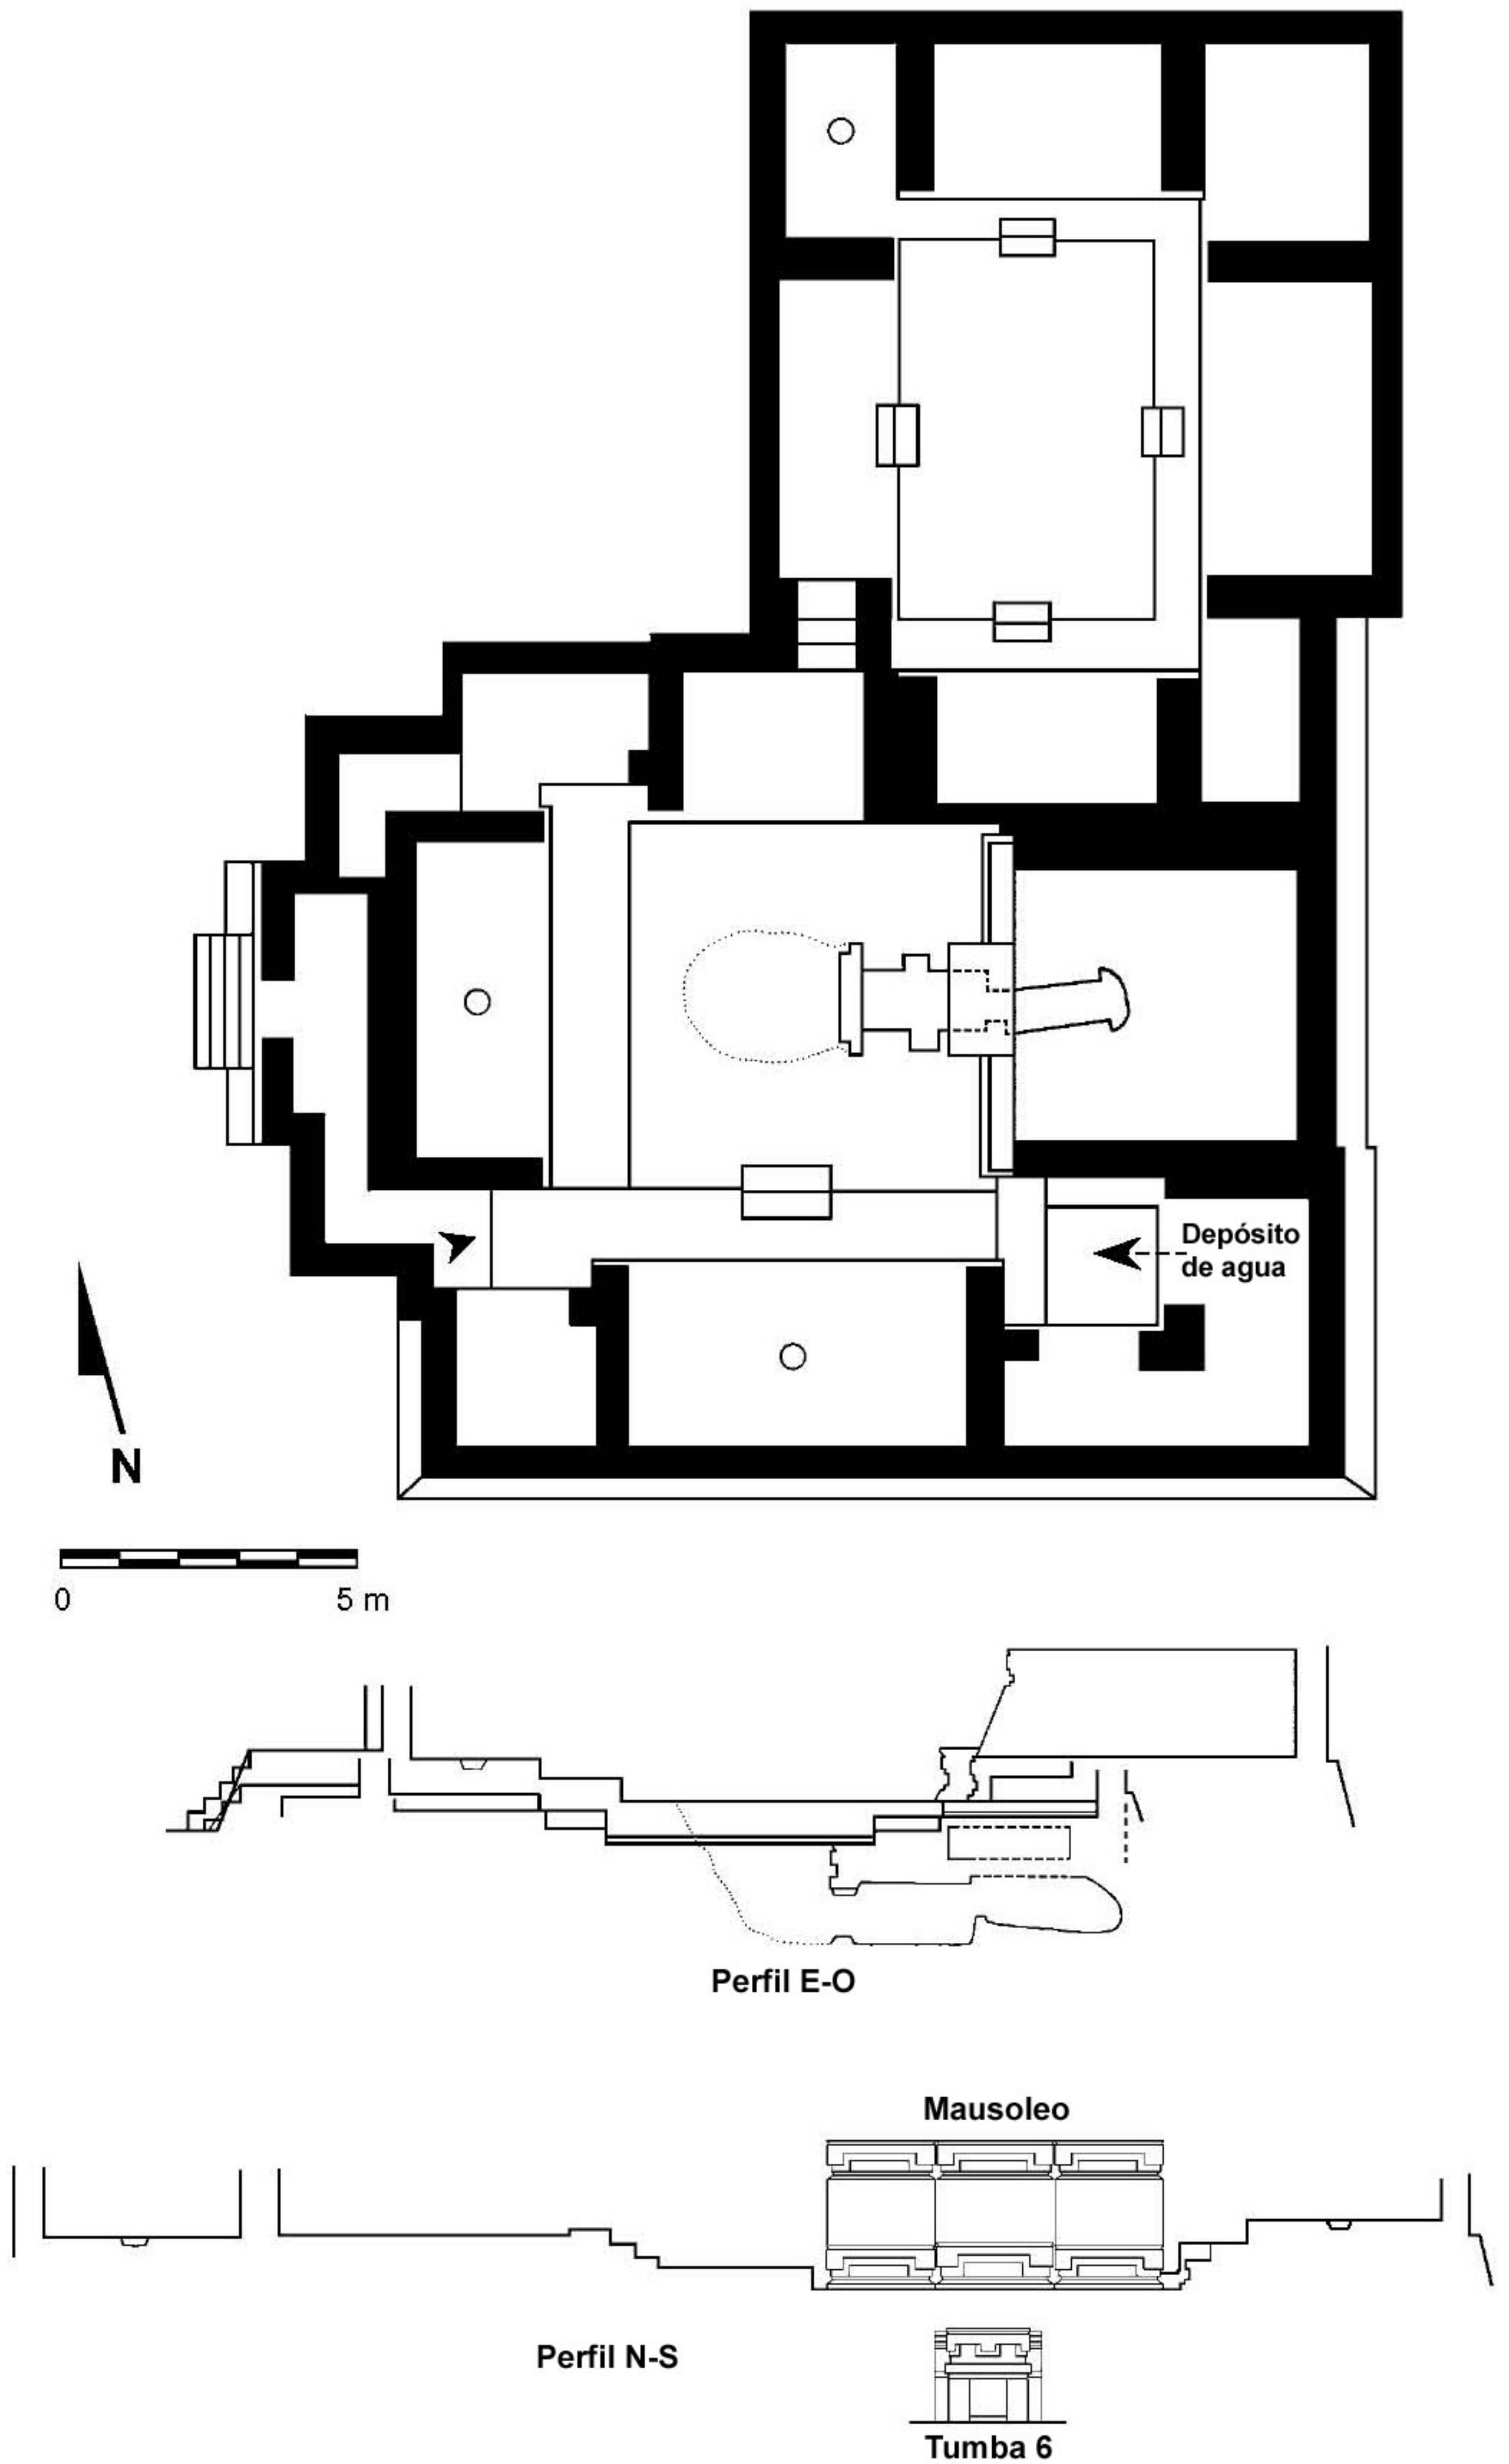 Depósito
de agua
N
0 5 m
Perfil E-O
Mausoleo
Perfil N-S
Tumba 6